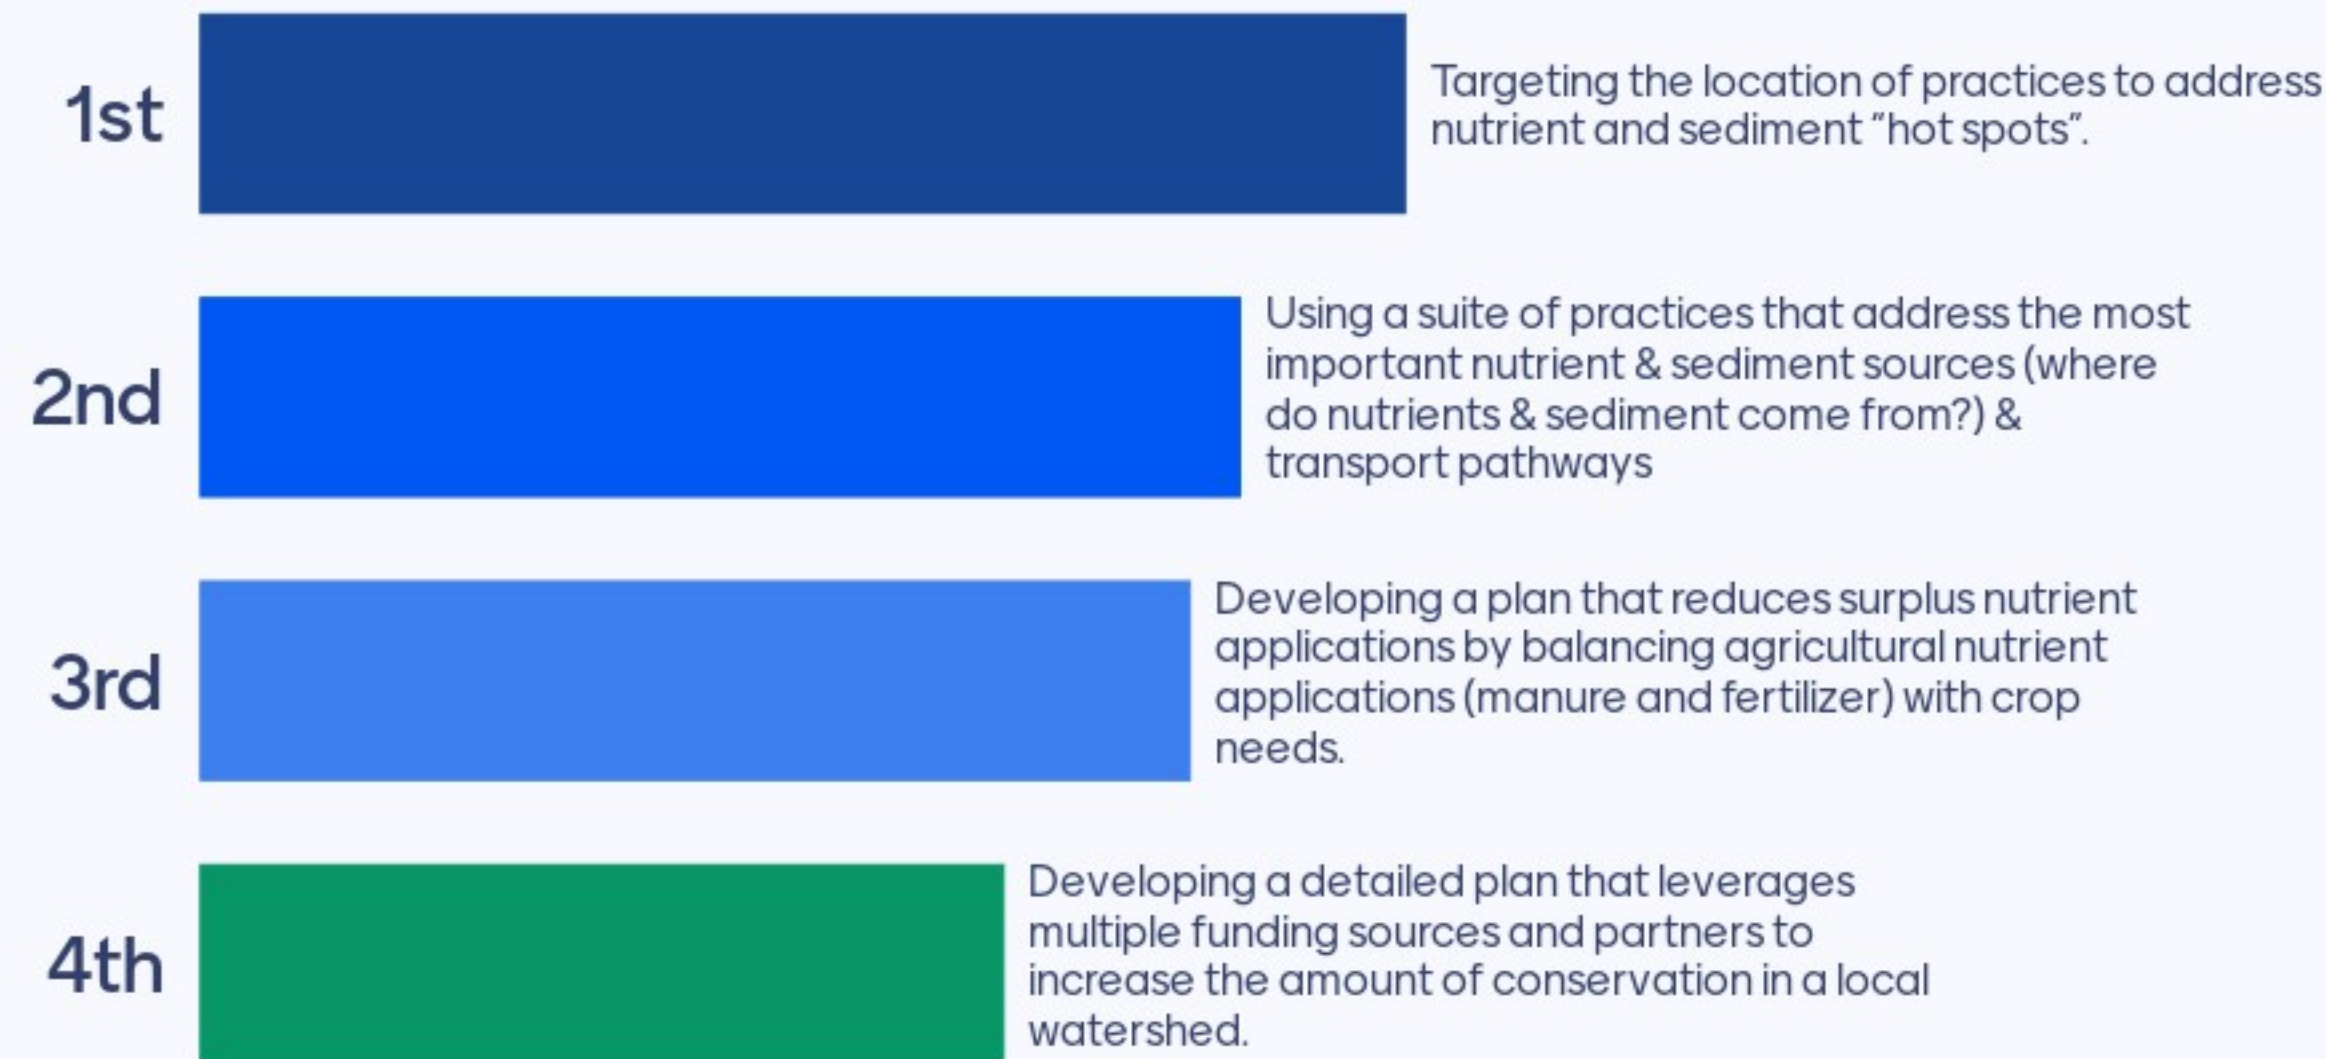 1st
Targeting the location of practices to address
nutrient and sediment "hot spots".
2nd
Using a suite of practices that address the most
important nutrient & sediment sources (where
do nutrients & sediment come from?) &
transport pathways
3rd
Developing a plan that reduces surplus nutrient
applications by balancing agricultural nutrient
applications (manure and fertilizer) with crop
needs.
4th
Developing a detailed plan that leverages
multiple funding sources and partners to
increase the amount of conservation in a local
watershed.